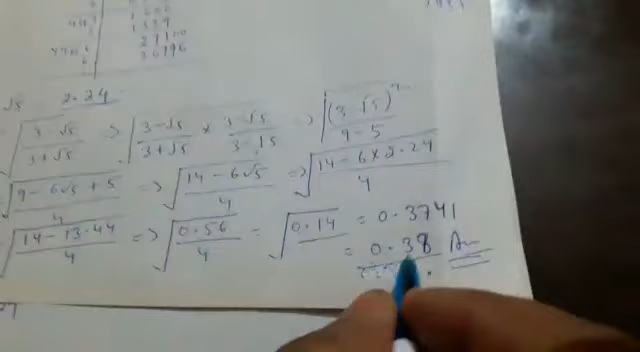 √5 2.24
√(3-√5)/(3+√5) => √(3-√5)/(3+√5) × (3-√5)/(3-√5) => √(3-√5)²/(9-5)
√(9-6√5+5)/4 => √(14-6√5)/4 => √(14-6×2.24)/4
√(14-13.44)/4 => √0.56/4 = √0.14 = 0.3741
= 0.38 Ans